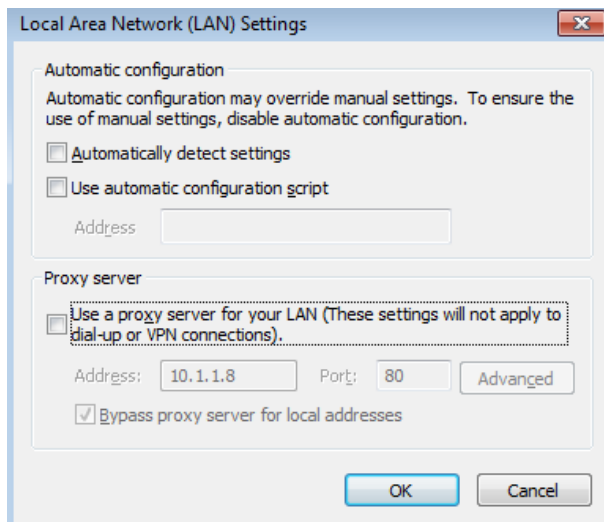 Local Area Network (LAN) Settings
Automatic configuration
Automatic configuration may override manual settings. To ensure the
use of manual settings, disable automatic configuration.
Automatically detect settings
Use automatic configuration script
Address
Proxy server
Use a proxy server for your LAN (These settings will not apply to
dial-up or VPN connections).
Address: 10.1.1.8 Port: 80 Advanced
Bypass proxy server for local addresses
OK Cancel